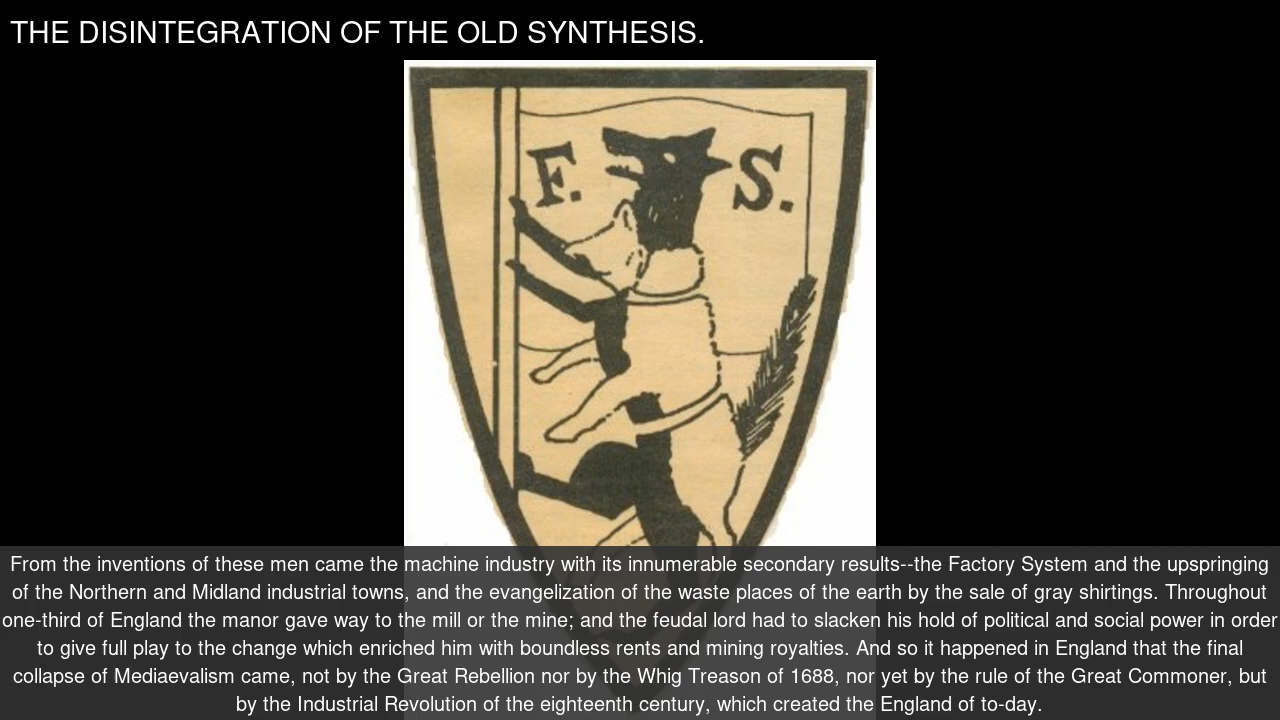 THE DISINTEGRATION OF THE OLD SYNTHESIS.
F. S.
From the inventions of these men came the machine industry with its innumerable secondary results--the Factory System and the upspringing
of the Northern and Midland industrial towns, and the evangelization of the waste places of the earth by the sale of gray shirtings. Throughout
one-third of England the manor gave way to the mill or the mine; and the feudal lord had to slacken his hold of political and social power in order
to give full play to the change which enriched him with boundless rents and mining royalties. And so it happened in England that the final
collapse of Mediaevalism came, not by the Great Rebellion nor by the Whig Treason of 1688, nor yet by the rule of the Great Commoner, but
by the Industrial Revolution of the eighteenth century, which created the England of to-day.